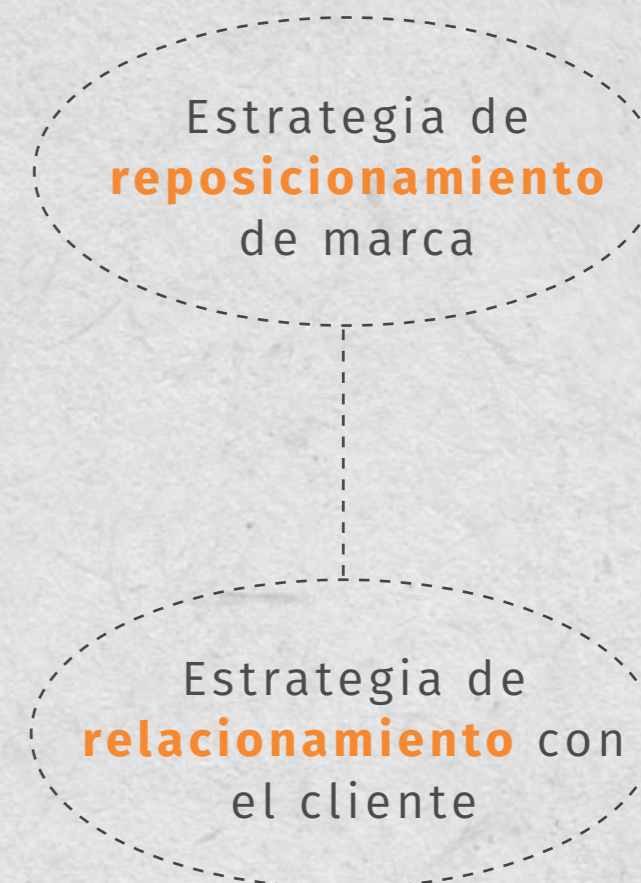 Estrategia de
reposicionamiento
de marca
Estrategia de
relacionamiento con
el cliente